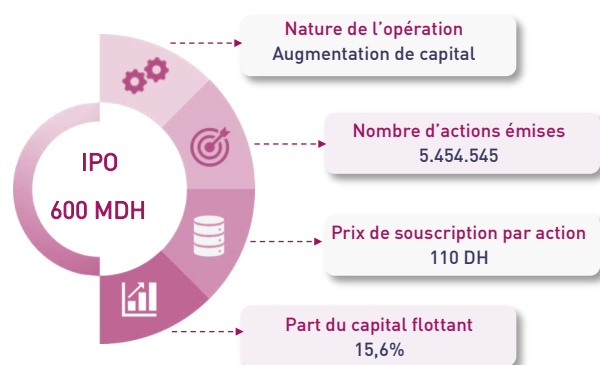 IPO
600 MDH
Nature de l’opération
Augmentation de capital
Nombre d’actions émises
5.454.545
Prix de souscription par action
110 DH
Part du capital flottant
15,6%